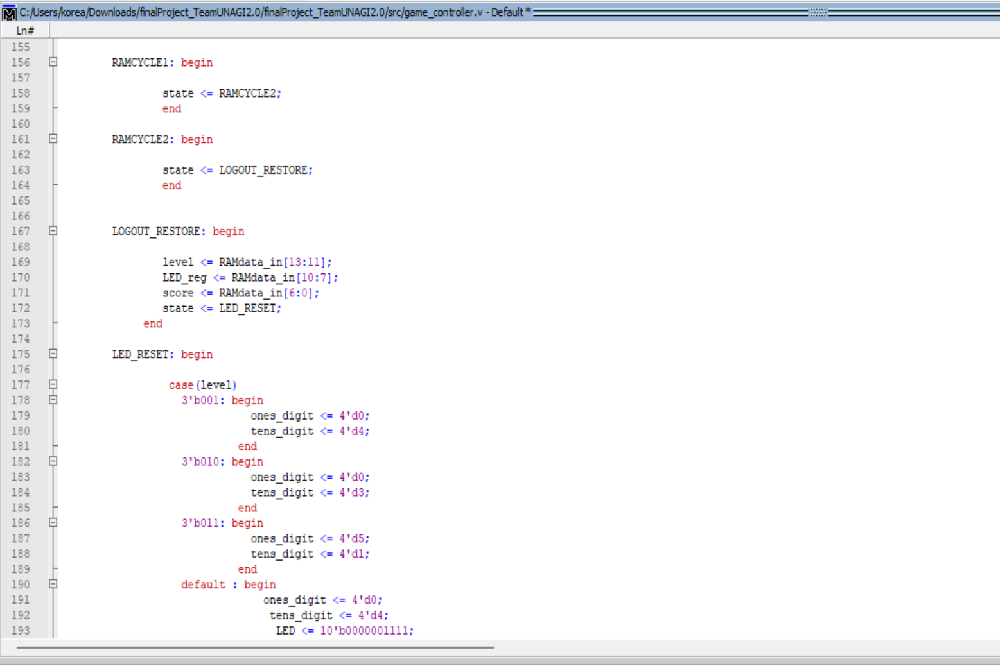 C:/Users/korea/Downloads/finalProject_TeamUNAGI2.0/finalProject_TeamUNAGI2.0/src/game_controller.v - Default *
Ln#
155
156 RAMCYCLE1: begin
157
158 state <= RAMCYCLE2;
159 end
160
161 RAMCYCLE2: begin
162
163 state <= LOGOUT_RESTORE;
164 end
165
166
167 LOGOUT_RESTORE: begin
168
169 level <= RAMdata_in[13:11];
170 LED_reg <= RAMdata_in[10:7];
171 score <= RAMdata_in[6:0];
172 state <= LED_RESET;
173 end
174
175 LED_RESET: begin
176
177 case(level)
178 3'b001: begin
179 ones_digit <= 4'd0;
180 tens_digit <= 4'd4;
181 end
182 3'b010: begin
183 ones_digit <= 4'd0;
184 tens_digit <= 4'd3;
185 end
186 3'b011: begin
187 ones_digit <= 4'd5;
188 tens_digit <= 4'd1;
189 end
190 default : begin
191 ones_digit <= 4'd0;
192 tens_digit <= 4'd4;
193 LED <= 10'b0000001111;